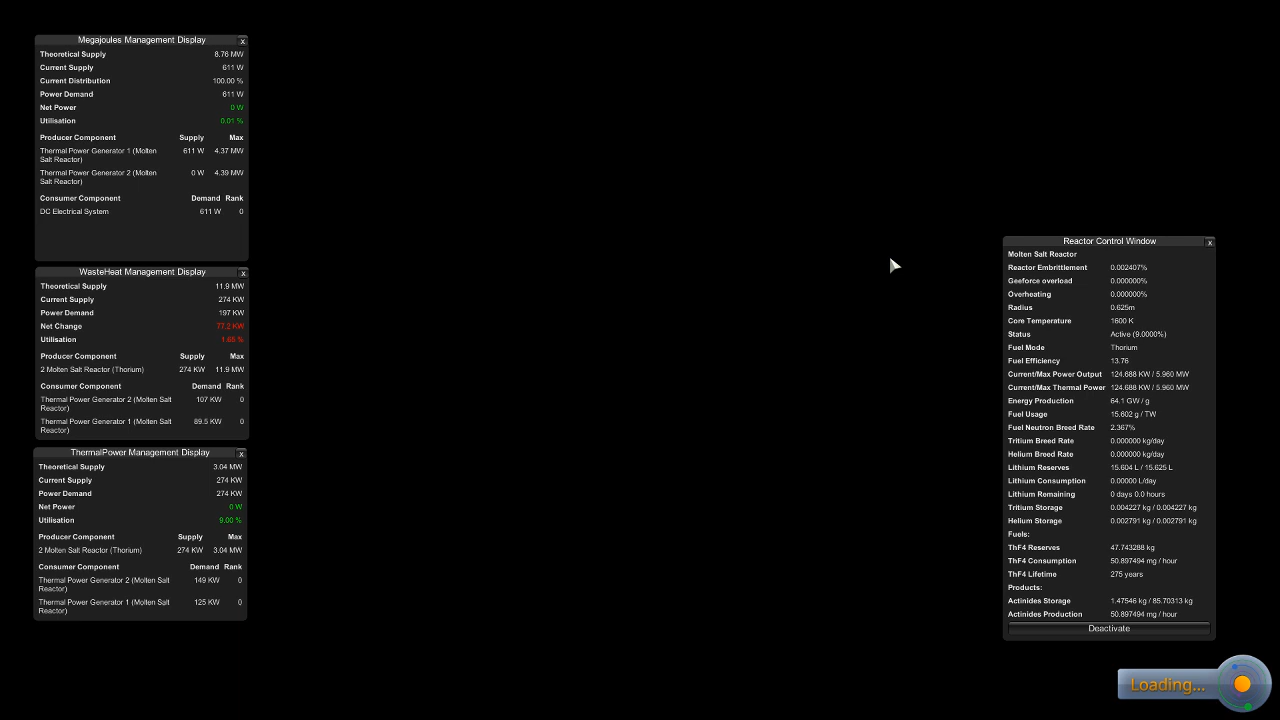 Megajoules Management Display x
Theoretical Supply 8.76 MW
Current Supply 611 W
Current Distribution 100.00 %
Power Demand 611 W
Net Power 0 W
Utilisation 0.01 %
Producer Component Supply Max
Thermal Power Generator 1 (Molten 611 W 4.37 MW
Salt Reactor)
Thermal Power Generator 2 (Molten 0 W 4.39 MW
Salt Reactor)
Consumer Component Demand Rank
DC Electrical System 611 W 0
WasteHeat Management Display x
Theoretical Supply 11.9 MW
Current Supply 274 KW
Power Demand 197 KW
Net Change 77.2 KW
Utilisation 1.65 %
Producer Component Supply Max
2 Molten Salt Reactor (Thorium) 274 KW 11.9 MW
Consumer Component Demand Rank
Thermal Power Generator 2 (Molten Salt 107 KW 0
Reactor)
Thermal Power Generator 1 (Molten Salt 89.5 KW 0
Reactor)
ThermalPower Management Display x
Theoretical Supply 3.04 MW
Current Supply 274 KW
Power Demand 274 KW
Net Power 0 W
Utilisation 9.00 %
Producer Component Supply Max
2 Molten Salt Reactor (Thorium) 274 KW 3.04 MW
Consumer Component Demand Rank
Thermal Power Generator 2 (Molten Salt 149 KW 0
Reactor)
Thermal Power Generator 1 (Molten Salt 125 KW 0
Reactor)
Reactor Control Window x
Molten Salt Reactor
Reactor Embrittlement 0.002407%
Geeforce overload 0.000000%
Overheating 0.000000%
Radius 0.625m
Core Temperature 1600 K
Status Active (9.0000%)
Fuel Mode Thorium
Fuel Efficiency 13.76
Current/Max Power Output 124.688 KW / 5.960 MW
Current/Max Thermal Power 124.688 KW / 5.960 MW
Energy Production 64.1 GW / g
Fuel Usage 15.602 g / TW
Fuel Neutron Breed Rate 2.367%
Tritium Breed Rate 0.000000 kg/day
Helium Breed Rate 0.000000 kg/day
Lithium Reserves 15.604 L / 15.625 L
Lithium Consumption 0.00000 L/day
Lithium Remaining 0 days 0.0 hours
Tritium Storage 0.004227 kg / 0.004227 kg
Helium Storage 0.002791 kg / 0.002791 kg
Fuels:
ThF4 Reserves 47.743288 kg
ThF4 Consumption 50.897494 mg / hour
ThF4 Lifetime 275 years
Products:
Actinides Storage 1.47546 kg / 85.70313 kg
Actinides Production 50.897494 mg / hour
Deactivate
Loading...